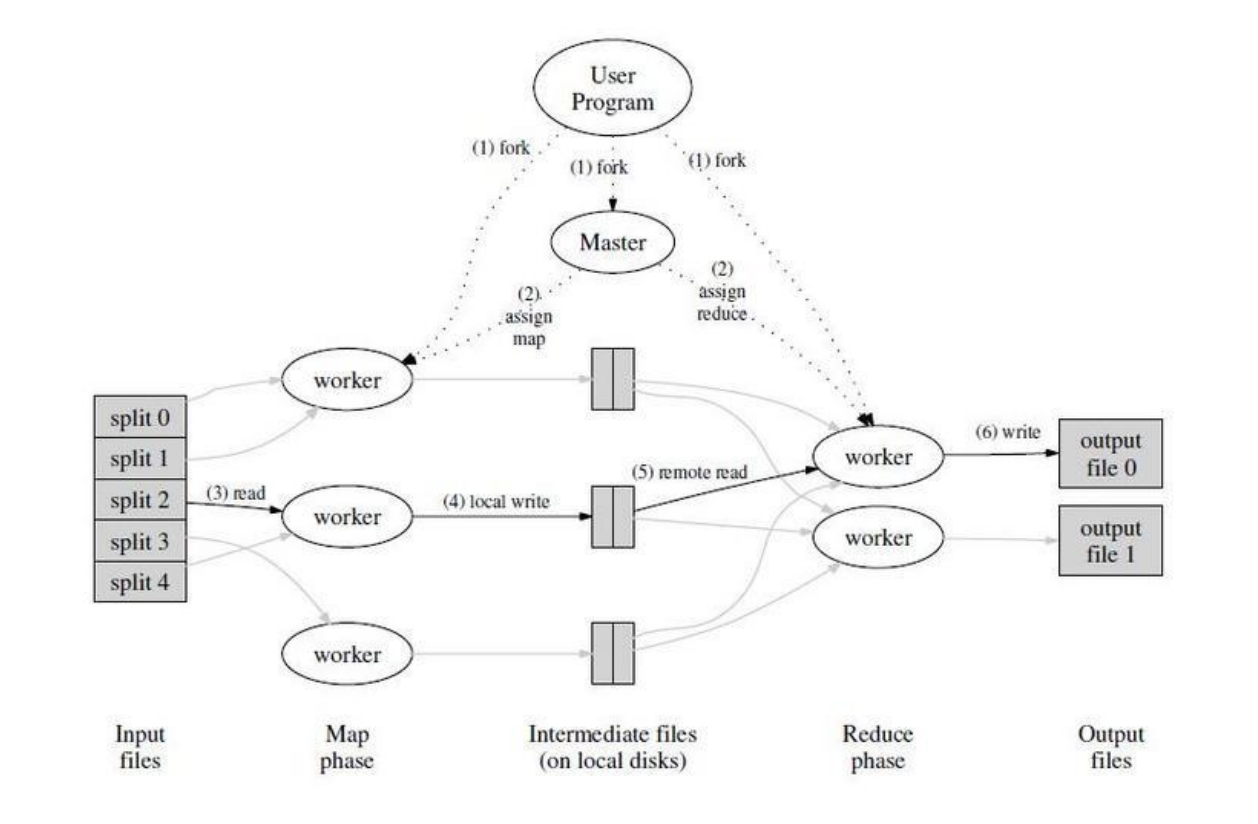 User
Program
(1) fork
(1) fork
(1) fork
Master
(2)
assign
map
(2)
assign
reduce
worker
split 0
split 1
split 2
split 3
split 4
(3) read
worker
(4) local write
worker
(5) remote read
worker
(6) write
output
file 0
worker
output
file 1
Input
files
Map
phase
Intermediate files
(on local disks)
Reduce
phase
Output
files